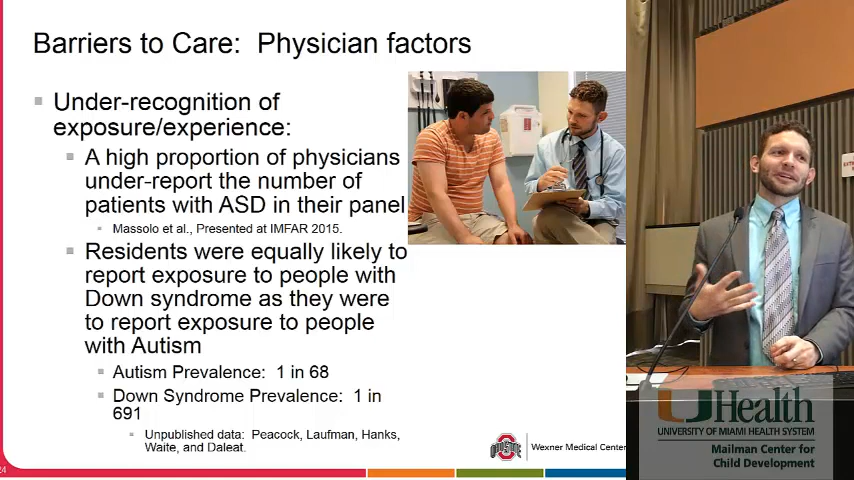 Barriers to Care:  Physician factors
Under-recognition of
exposure/experience:
A high proportion of physicians
under-report the number of
patients with ASD in their panel
Massolo et al., Presented at IMFAR 2015.
Residents were equally likely to
report exposure to people with
Down syndrome as they were
to report exposure to people
with Autism
Autism Prevalence:  1 in 68
Down Syndrome Prevalence:  1 in
691
Unpublished data:  Peacock, Laufman, Hanks,
Waite, and Daleat.
24
OHIO STATE
Wexner Medical Center
UHealth
UNIVERSITY OF MIAMI HEALTH SYSTEM
Mailman Center for
Child Development